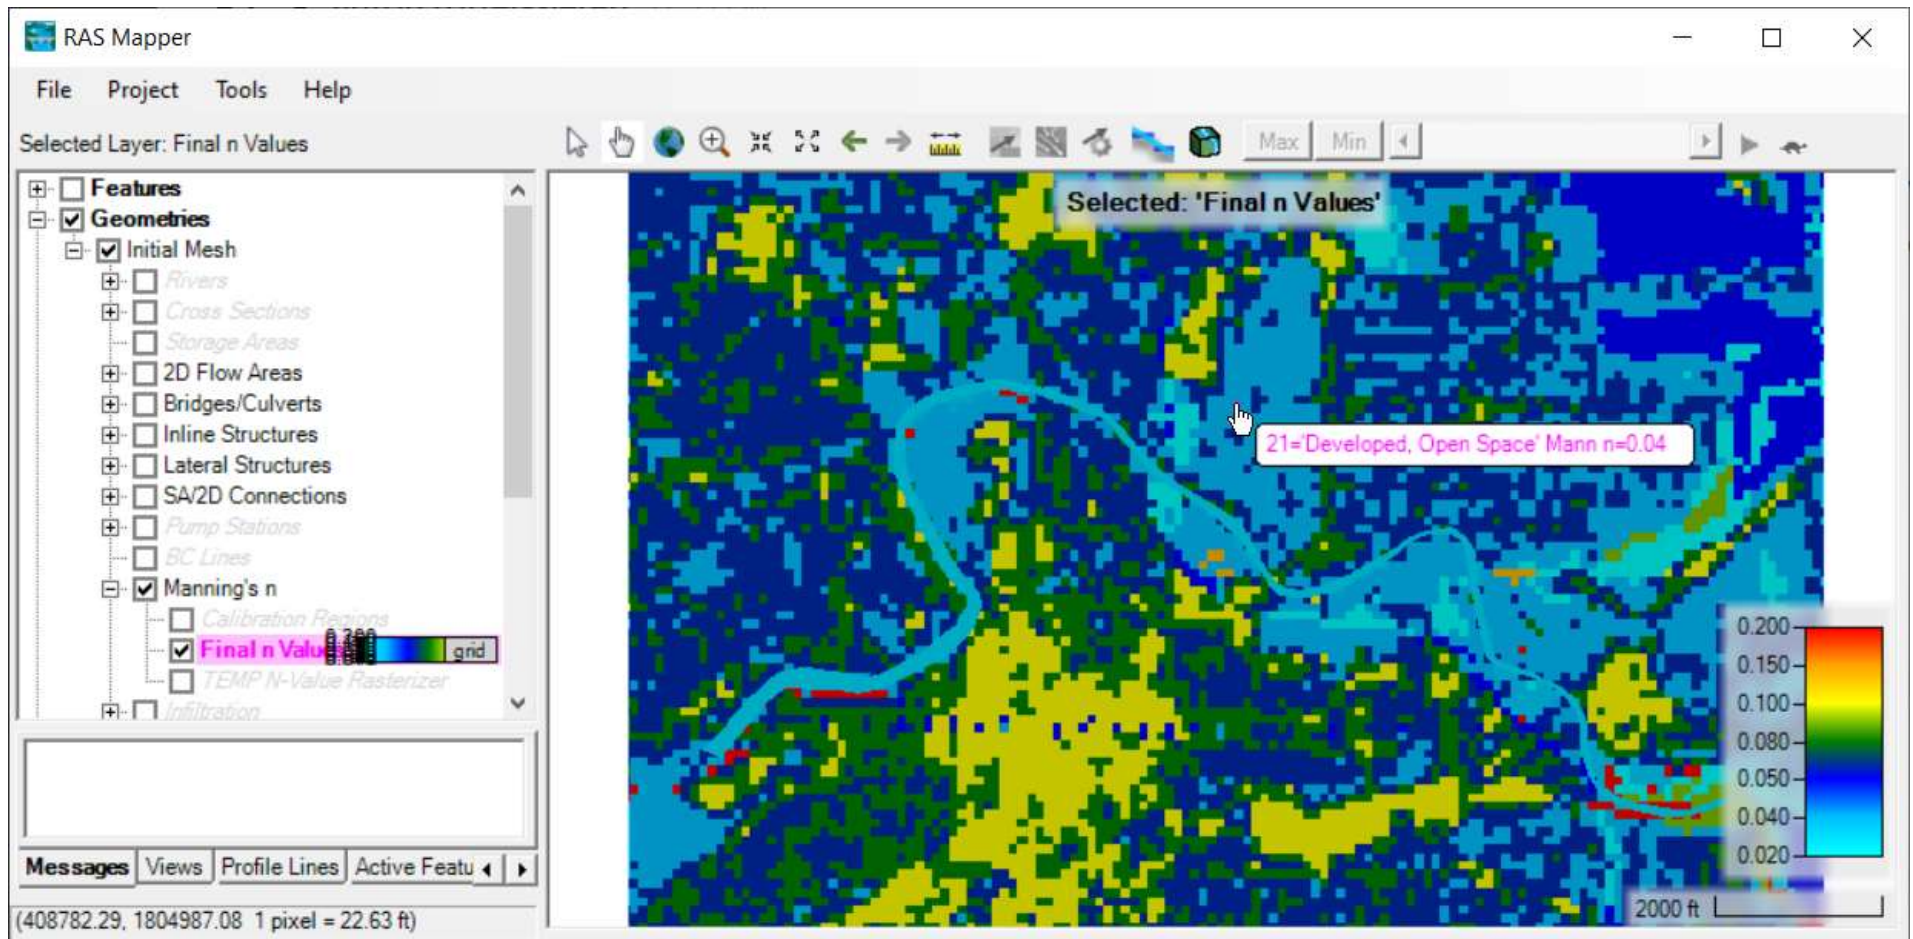 RAS Mapper
File Project Tools Help
Selected Layer: Final n Values
Max Min
Features
Geometries
Initial Mesh
Rivers
Cross Sections
Storage Areas
2D Flow Areas
Bridges/Culverts
Inline Structures
Lateral Structures
SA/2D Connections
Pump Stations
BC Lines
Manning's n
Calibration Regions
Final n Values grid
TEMP N-Value Rasterizer
Infiltration
Messages Views Profile Lines Active Featu
(408782.29, 1804987.08 1 pixel = 22.63 ft)
Selected: 'Final n Values'
21='Developed, Open Space' Mann n=0.04
0.200
0.150
0.100
0.080
0.050
0.040
0.020
2000 ft